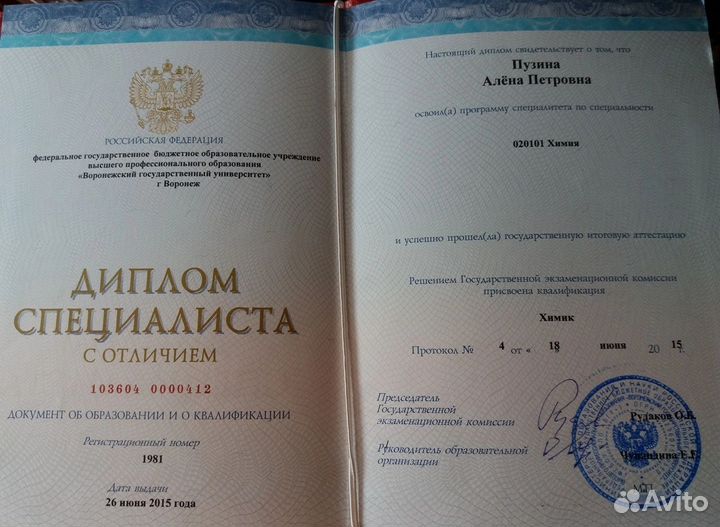 РОССИЙСКАЯ ФЕДЕРАЦИЯ
федеральное государственное бюджетное образовательное учреждение
высшего профессионального образования
«Воронежский государственный университет»
г Воронеж
ДИПЛОМ
СПЕЦИАЛИСТА
С ОТЛИЧИЕМ
103604 0000412
ДОКУМЕНТ ОБ ОБРАЗОВАНИИ И О КВАЛИФИКАЦИИ
Регистрационный номер
1981
Дата выдачи
26 июня 2015 года
Настоящий диплом свидетельствует о том, что
Пузина
Алёна Петровна
освоил(а) программу специалитета по специальности
020101 Химия
и успешно прошел(ла) государственную итоговую аттестацию
Решением Государственной экзаменационной комиссии
присвоена квалификация
Химик
Протокол № 4 от « 18 июня 2015 г.
Председатель
Государственной
экзаменационной комиссии
Рудаков О.Б.
Руководитель образовательной
организации
М.П.
Avito